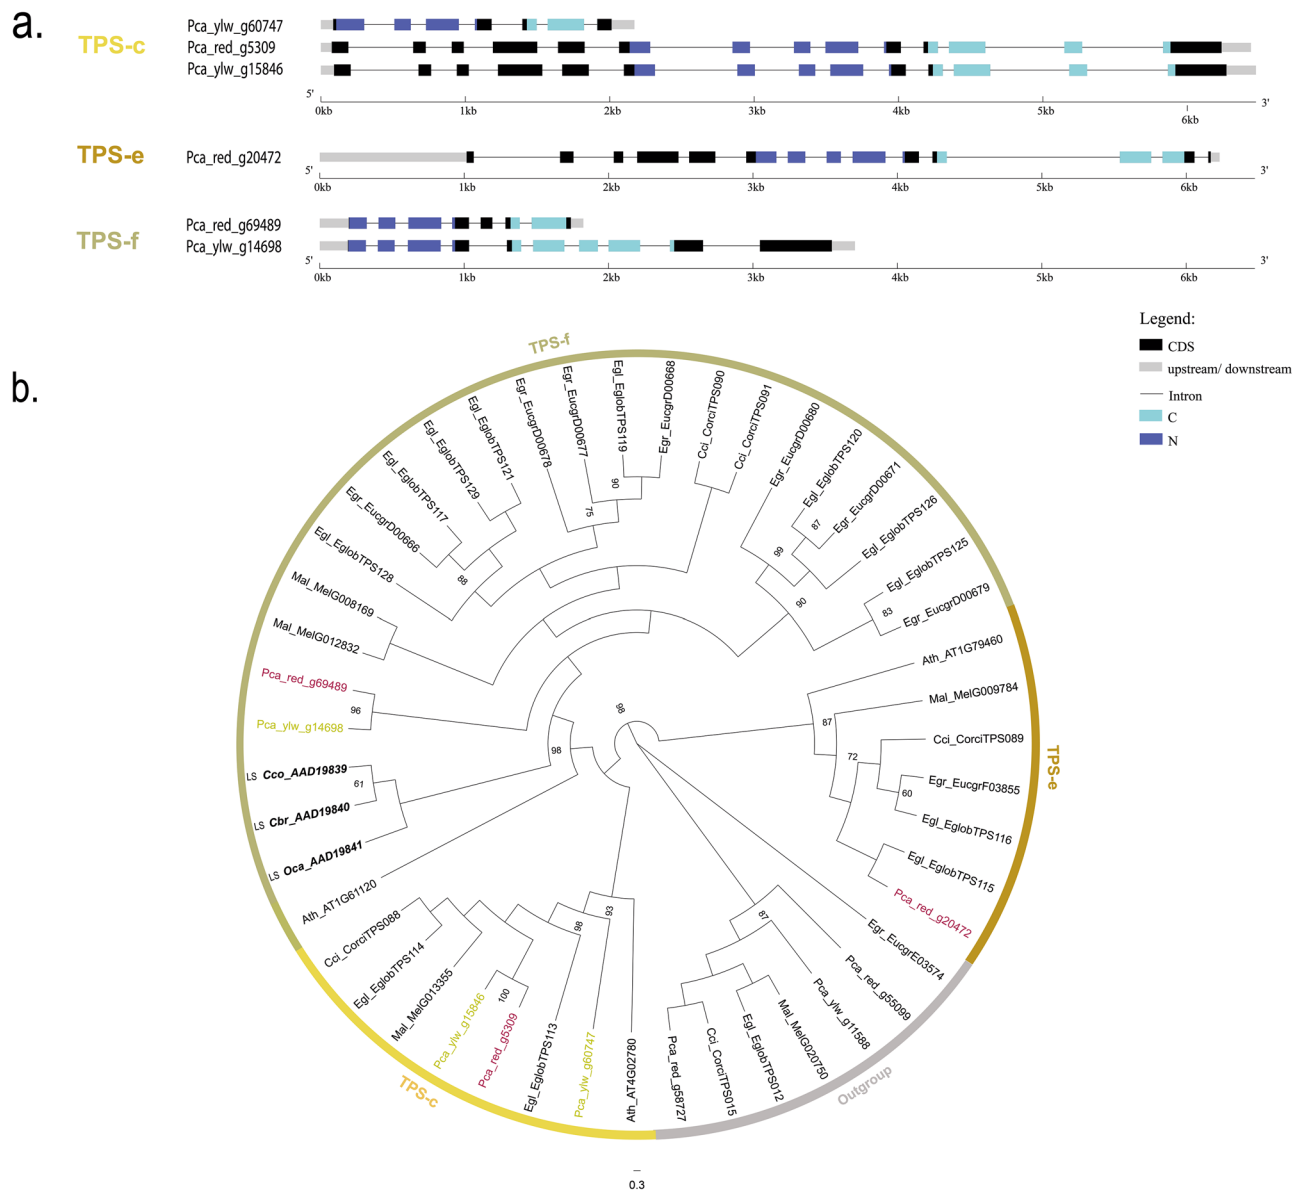 a.
TPS-c
Pca_ylw_g60747
Pca_red_g5309
Pca_ylw_g15846
5' 3'
0kb 1kb 2kb 3kb 4kb 5kb 6kb
TPS-e
Pca_red_g20472
5' 3'
0kb 1kb 2kb 3kb 4kb 5kb 6kb
TPS-f
Pca_red_g69489
Pca_ylw_g14698
5' 3'
0kb 1kb 2kb 3kb 4kb 5kb 6kb
Legend:
CDS
upstream/ downstream
Intron
C
N
b.
TPS-f
Egr_EucgrD00668
Cci_CorciTPS090
Cci_CorciTPS091
Egr_EucgrD00680
Egl_EglobTPS120
Egr_EucgrD00671
Egl_EglobTPS126
Egl_EglobTPS125
Egr_EucgrD00679
Ath_AT1G79460
Mal_MelG009784
Cci_CorciTPS089
Egr_EucgrF03855
Egl_EglobTPS116
Egl_EglobTPS115
Pca_red_g20472
TPS-e
Egr_EucgrE03574
Pca_red_g55099
Pca_ylw_g11588
Mal_MelG020750
Egl_EglobTPS012
Cci_CorciTPS015
Pca_red_g58727
Outgroup
Ath_AT4G02780
Pca_ylw_g60747
Egl_EglobTPS113
Pca_red_g5309
Pca_ylw_g15846
Mal_MelG013355
Egl_EglobTPS114
Cci_CorciTPS088
TPS-c
Ath_AT1G61120
LS Oca_AAD19841
LS Cbr_AAD19840
LS Cco_AAD19839
Pca_ylw_g14698
Pca_red_g69489
Mal_MelG012832
Mal_MelG008169
Egl_EglobTPS128
Egr_EucgrD00666
Egl_EglobTPS117
Egl_EglobTPS129
Egl_EglobTPS121
Egr_EucgrD00678
Egr_EucgrD00677
Egl_EglobTPS119
90
75
88
96
61
98
98
99
87
90
83
87
72
60
87
93
98
100
0.3